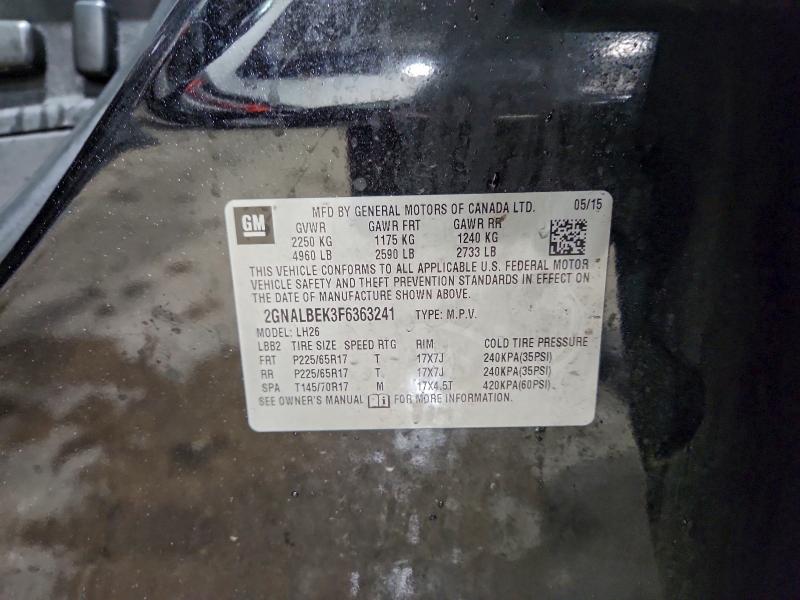 GM MFD BY GENERAL MOTORS OF CANADA LTD. 05/15
GVWR GAWR FRT GAWR RR
2250 KG 1175 KG 1240 KG
4960 LB 2590 LB 2733 LB
THIS VEHICLE CONFORMS TO ALL APPLICABLE U.S. FEDERAL MOTOR
VEHICLE SAFETY AND THEFT PREVENTION STANDARDS IN EFFECT ON
THE DATE OF MANUFACTURE SHOWN ABOVE.
2GNALBEK3F6363241 TYPE: M.P.V.
MODEL: LH26
LBB2 TIRE SIZE SPEED RTG RIM COLD TIRE PRESSURE
FRT P225/65R17 T 17X7J 240KPA(35PSI)
RR P225/65R17 T 17X7J 240KPA(35PSI)
SPA T145/70R17 M 17X4.5T 420KPA(60PSI)
SEE OWNER'S MANUAL FOR MORE INFORMATION.